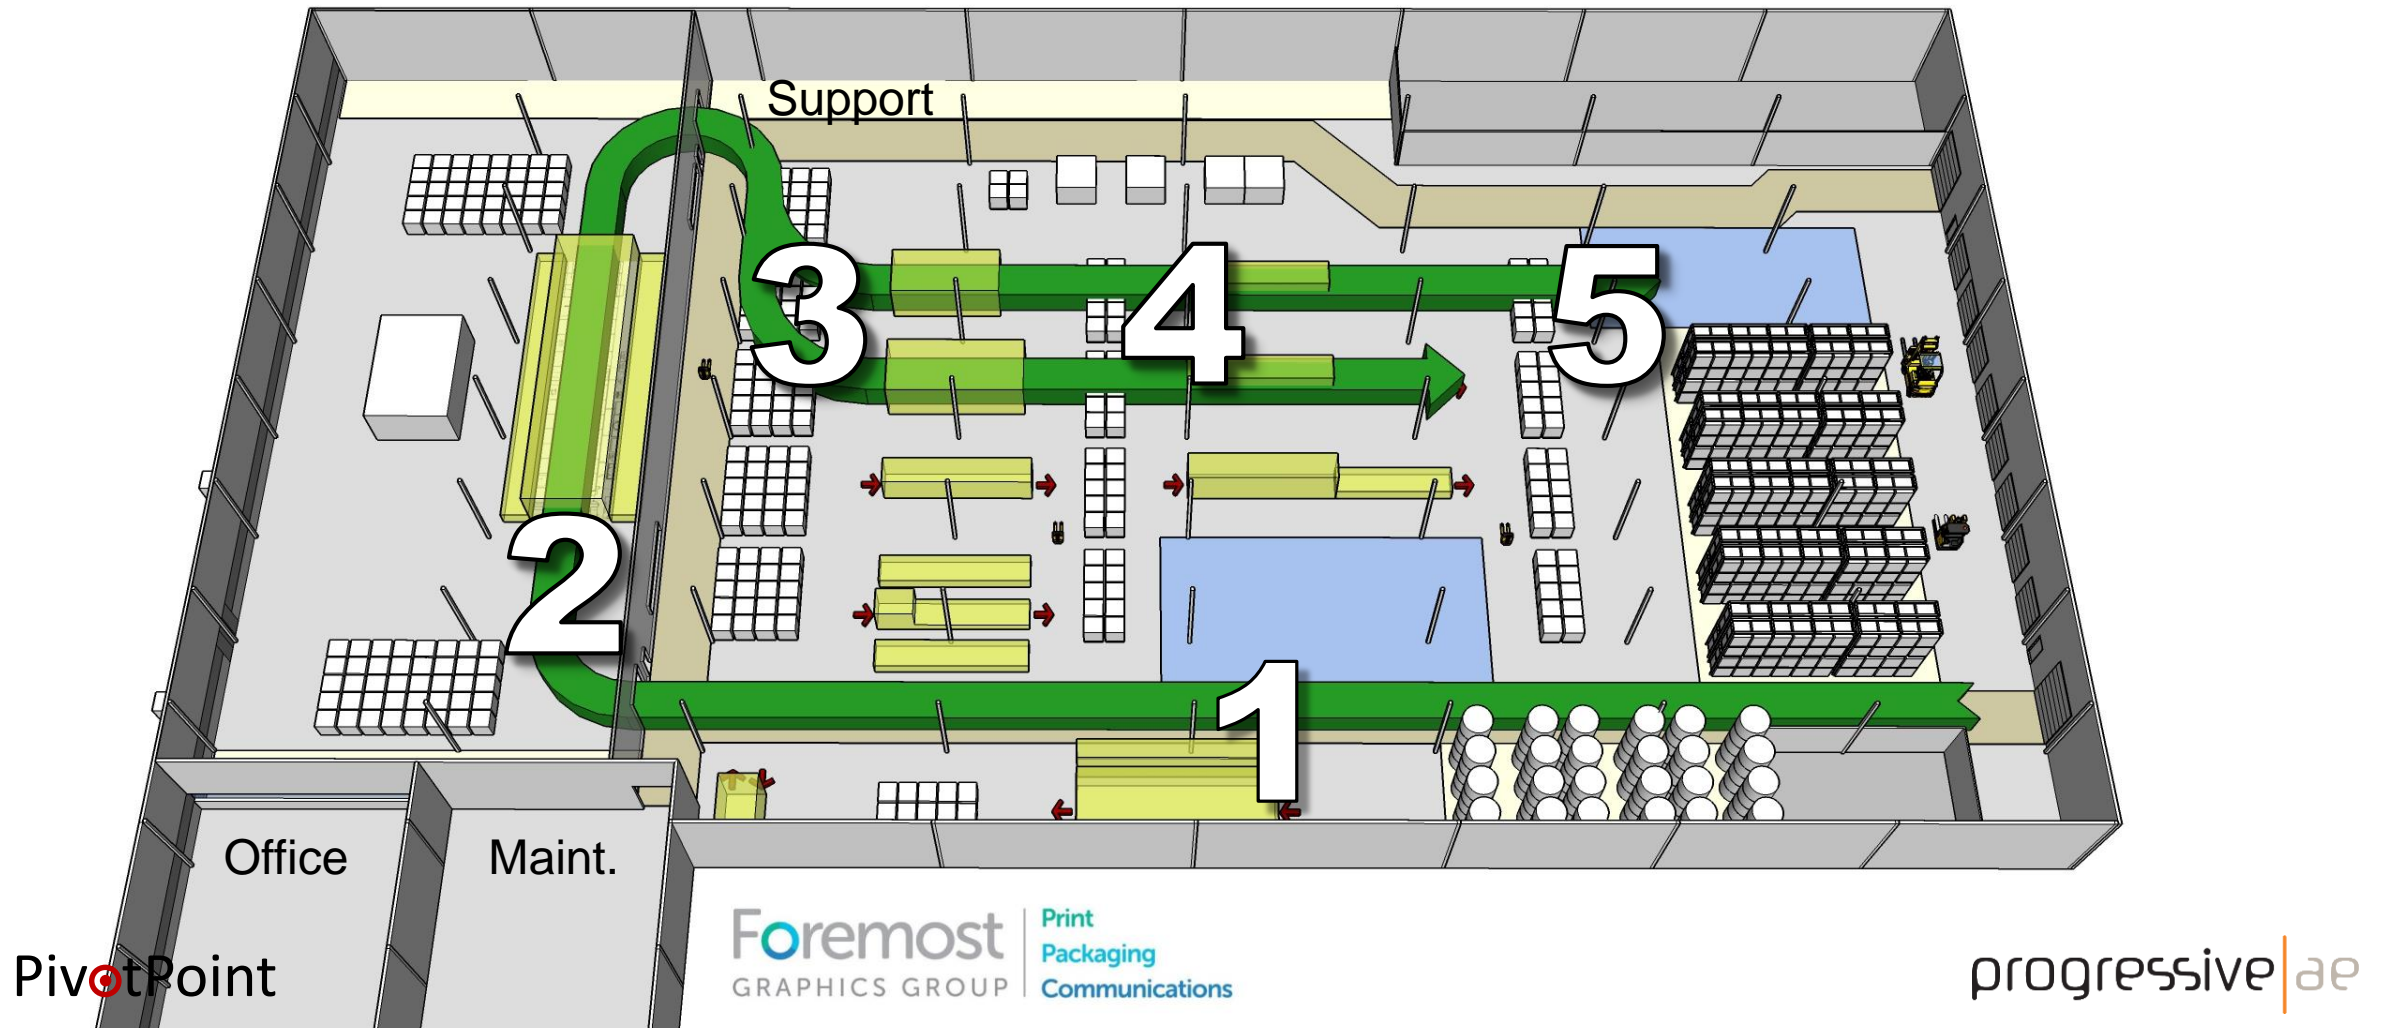 Support
3
4
5
2
1
Office
Maint.
Foremost
GRAPHICS GROUP
Print
Packaging
Communications
PivotPoint
progressive ae